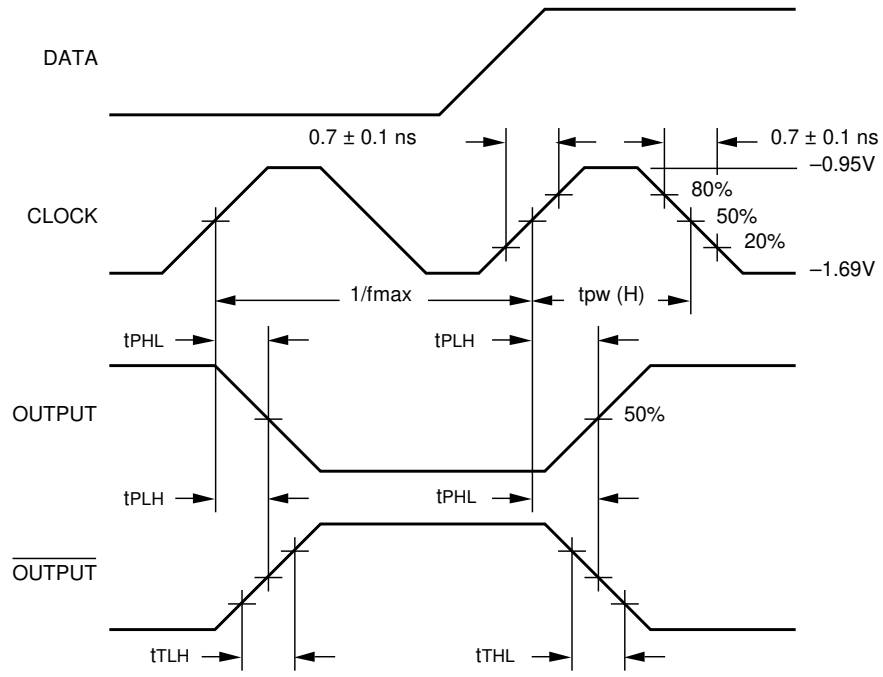 DATA
0.7 ± 0.1 ns
0.7 ± 0.1 ns
–0.95V
80%
CLOCK
50%
20%
–1.69V
1/fmax
tpw (H)
tPHL
tPLH
OUTPUT
50%
tPLH
tPHL
OUTPUT
tTLH
tTHL